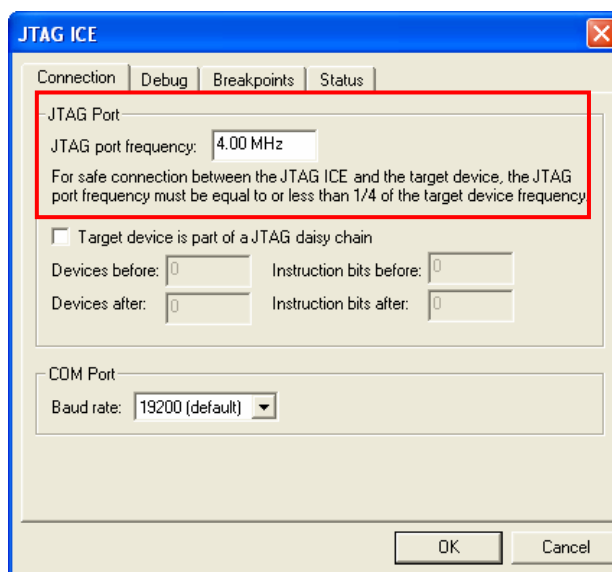 JTAG ICE
Connection Debug Breakpoints Status
JTAG Port
JTAG port frequency: 4.00 MHz
For safe connection between the JTAG ICE and the target device, the JTAG
port frequency must be equal to or less than 1/4 of the target device frequency.
Target device is part of a JTAG daisy chain
Devices before: 0 Instruction bits before: 0
Devices after: 0 Instruction bits after: 0
COM Port
Baud rate: 19200 (default)
OK Cancel